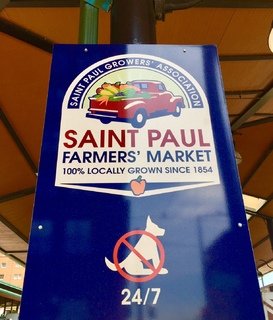 SAINT PAUL GROWERS' ASSOCIATION
SAINT PAUL
FARMERS' MARKET
100% LOCALLY GROWN SINCE 1854
24/7